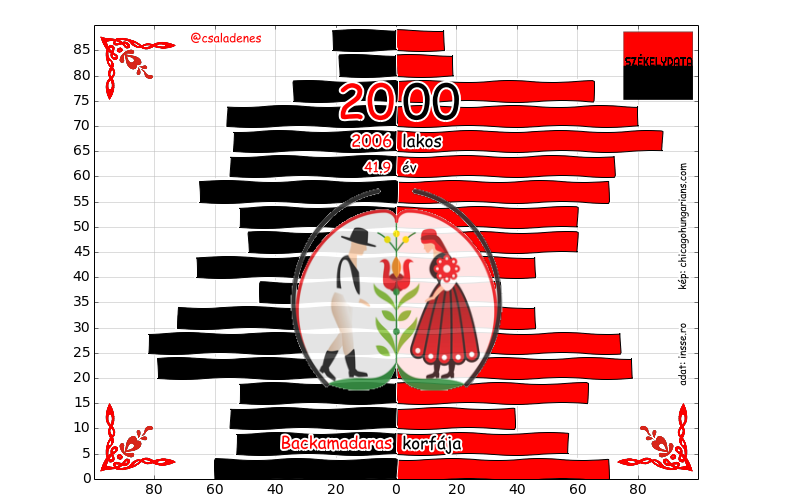 @csaladenes
SZÉKELYDATA
2000
2006 lakos
41,9 év
kép: chicagohungarians.com
adat: insse.ro
Backamadaras korfája
85
80
75
70
65
60
55
50
45
40
35
30
25
20
15
10
5
0
80 60 40 20 0 20 40 60 80